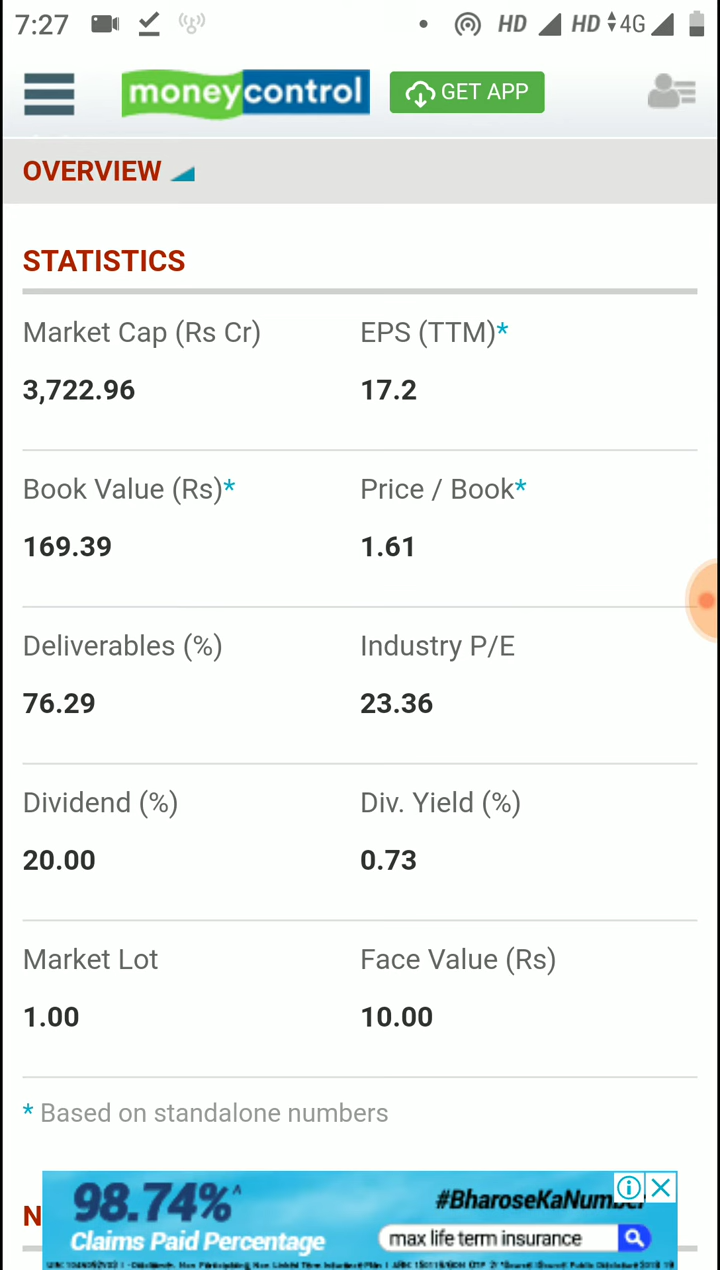 7:27 HD HD 4G
moneycontrol GET APP
OVERVIEW
STATISTICS
Market Cap (Rs Cr) EPS (TTM)*
3,722.96 17.2
Book Value (Rs)* Price / Book*
169.39 1.61
Deliverables (%) Industry P/E
76.29 23.36
Dividend (%) Div. Yield (%)
20.00 0.73
Market Lot Face Value (Rs)
1.00 10.00
* Based on standalone numbers
N
98.74%^ #BharoseKaNumber
Claims Paid Percentage max life term insurance